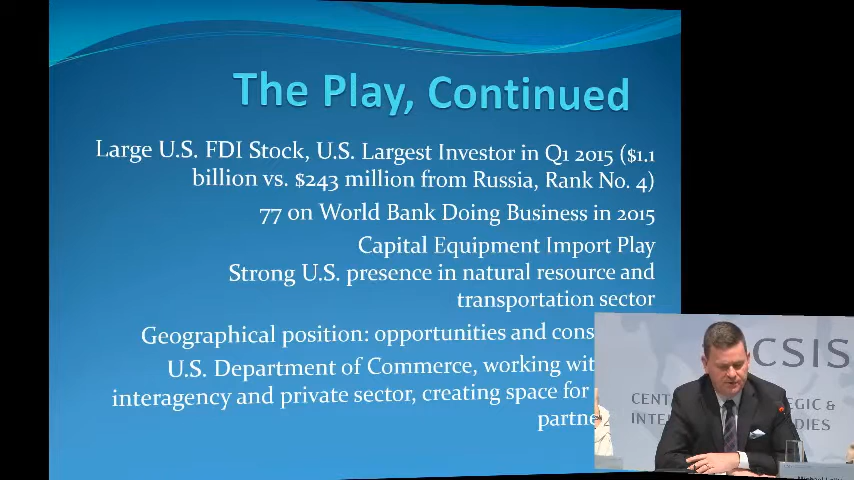 The Play, Continued
Large U.S. FDI Stock, U.S. Largest Investor in Q1 2015 ($1.1
billion vs. $243 million from Russia, Rank No. 4)
77 on World Bank Doing Business in 2015
Capital Equipment Import Play
Strong U.S. presence in natural resource and
transportation sector
Geographical position: opportunities and cons
U.S. Department of Commerce, working wit
interagency and private sector, creating space for
partne
CSIS
CENT EGIC &
INTE DIES
Michael